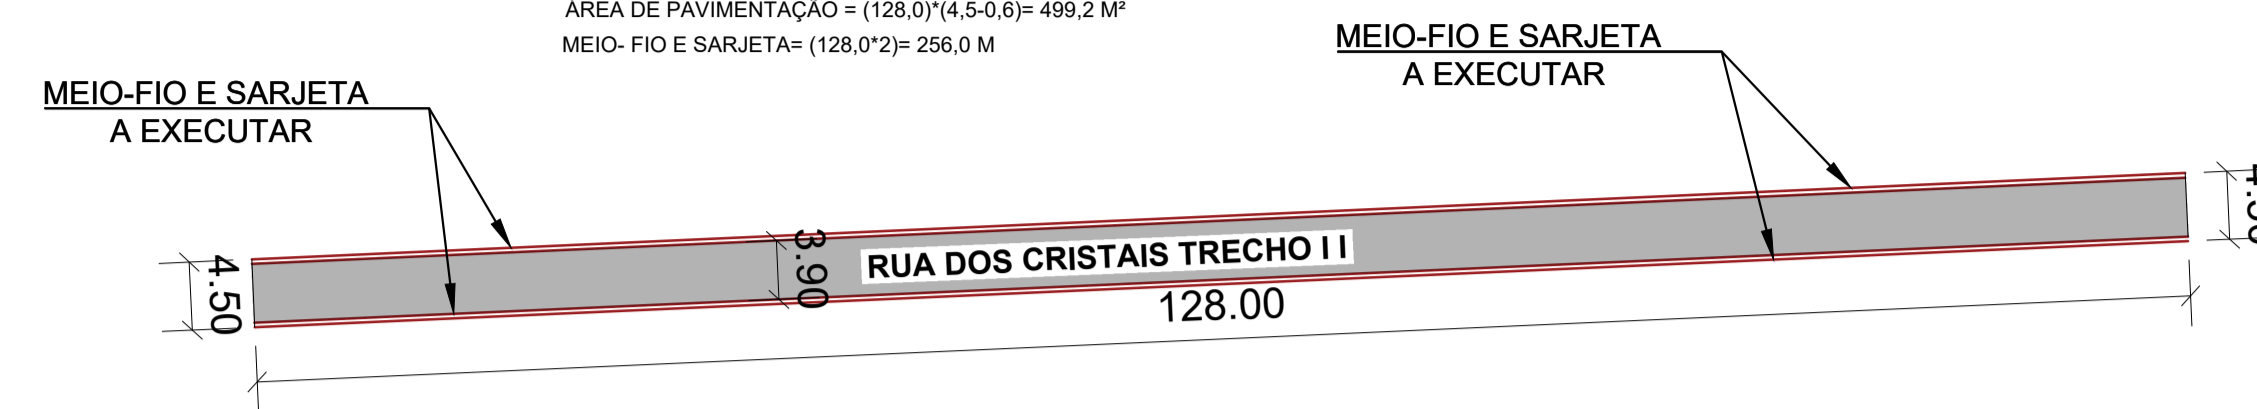 ÁREA DE PAVIMENTAÇÃO = (128,0)*(4,5-0,6)= 499,2 M²
MEIO- FIO E SARJETA= (128,0*2)= 256,0 M
MEIO-FIO E SARJETA
A EXECUTAR
MEIO-FIO E SARJETA
A EXECUTAR
4.50
3.90
RUA DOS CRISTAIS TRECHO I I
128.00